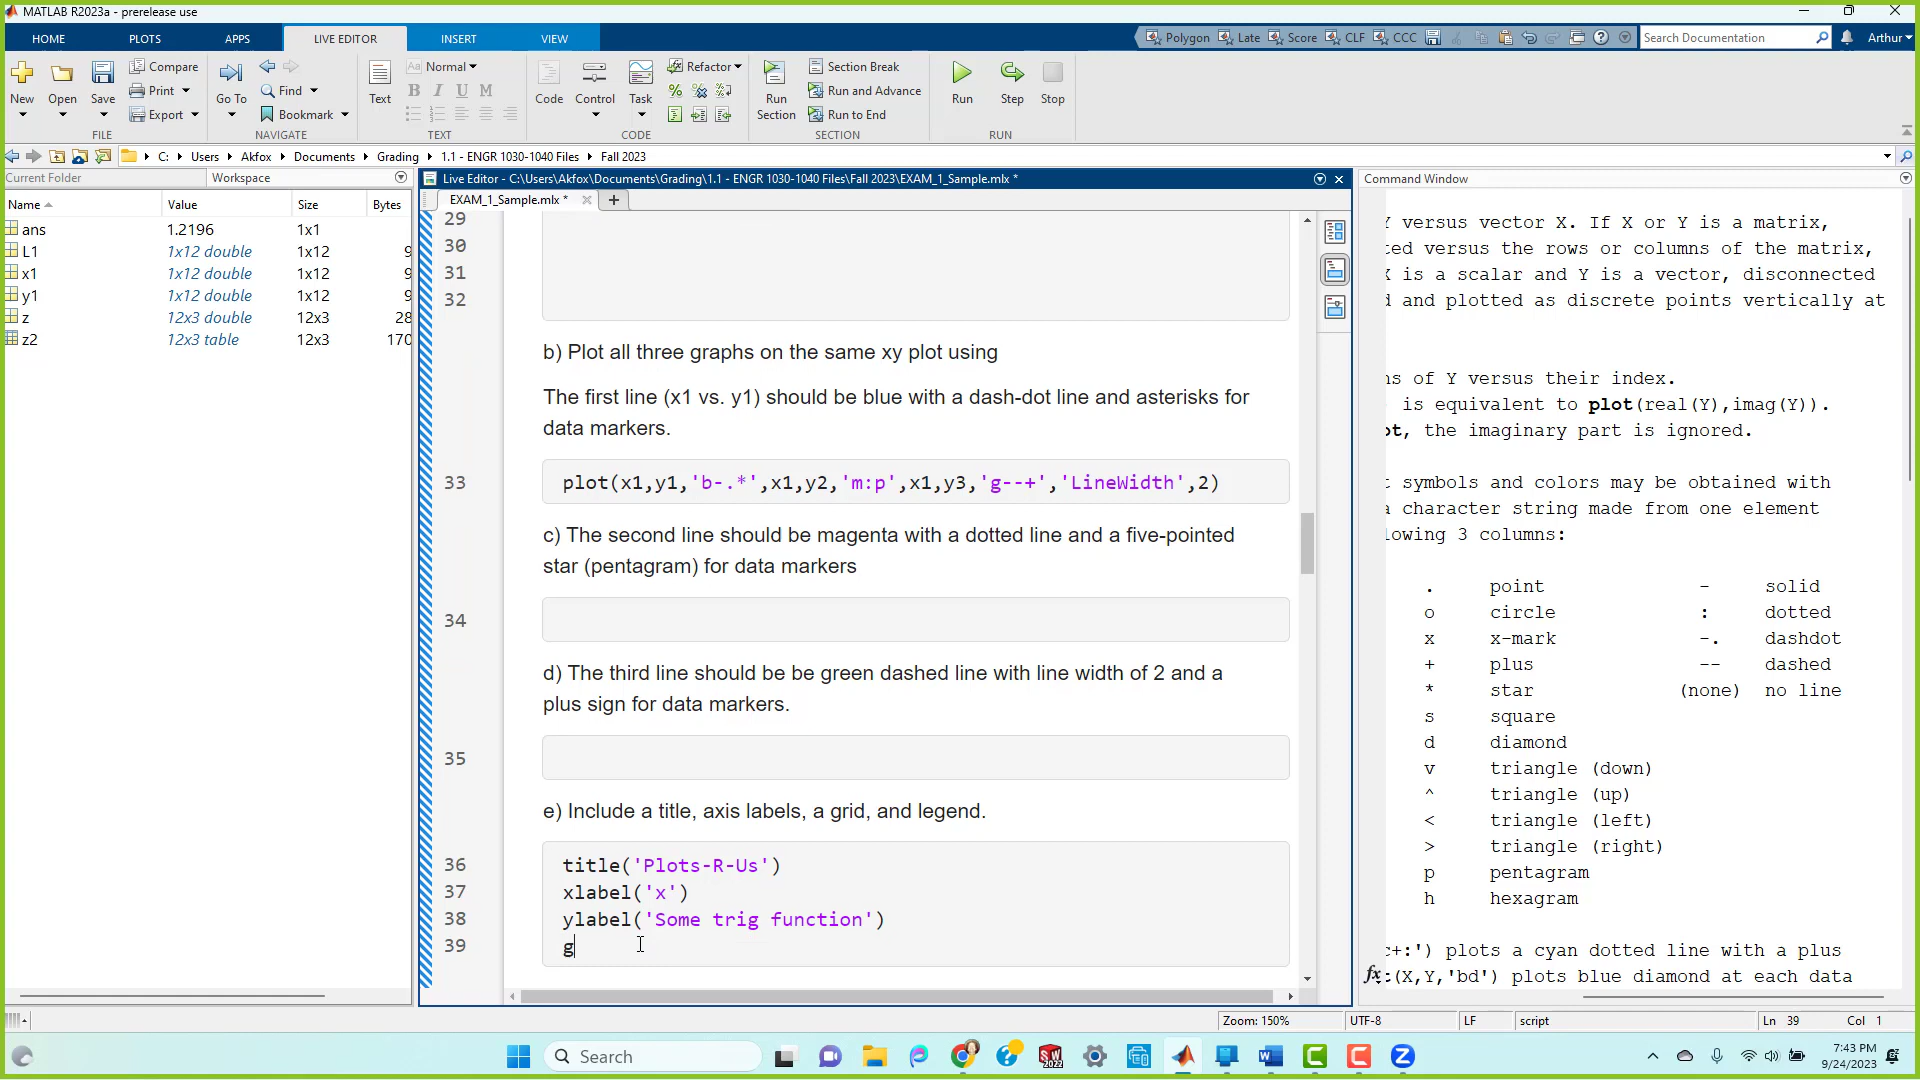 MATLAB R2023a - prerelease use
HOME PLOTS APPS LIVE EDITOR INSERT VIEW
Polygon Late Score CLF CCC Search Documentation Arthur
New Open Save Compare Print Export
FILE
Go To Find Bookmark
NAVIGATE
Text Aa Normal B I U M
TEXT
Code Control Task Refactor
CODE
Run Section Section Break Run and Advance Run to End
SECTION
Run Step Stop
RUN
C: Users Akfox Documents Grading 1.1 - ENGR 1030-1040 Files Fall 2023
Current Folder Workspace
Name Value Size Bytes
ans 1.2196 1x1
L1 1x12 double 1x12 9
x1 1x12 double 1x12 9
y1 1x12 double 1x12 9
z 12x3 double 12x3 28
z2 12x3 table 12x3 170
Live Editor - C:\Users\Akfox\Documents\Grading\1.1 - ENGR 1030-1040 Files\Fall 2023\EXAM_1_Sample.mlx *
EXAM_1_Sample.mlx *
29
30
31
32
b) Plot all three graphs on the same xy plot using
The first line (x1 vs. y1) should be blue with a dash-dot line and asterisks for
data markers.
33 plot(x1,y1,'b-.*',x1,y2,'m:p',x1,y3,'g--+','LineWidth',2)
c) The second line should be magenta with a dotted line and a five-pointed
star (pentagram) for data markers
34
d) The third line should be be green dashed line with line width of 2 and a
plus sign for data markers.
35
e) Include a title, axis labels, a grid, and legend.
36 title('Plots-R-Us')
37 xlabel('x')
38 ylabel('Some trig function')
39 g
Command Window
Y versus vector X. If X or Y is a matrix,
ted versus the rows or columns of the matrix,
X is a scalar and Y is a vector, disconnected
d and plotted as discrete points vertically at
ns of Y versus their index.
is equivalent to plot(real(Y),imag(Y)).
ot, the imaginary part is ignored.
t symbols and colors may be obtained with
a character string made from one element
lowing 3 columns:
. point - solid
o circle : dotted
x x-mark -. dashdot
+ plus -- dashed
* star (none) no line
s square
d diamond
v triangle (down)
^ triangle (up)
< triangle (left)
> triangle (right)
p pentagram
h hexagram
c+:') plots a cyan dotted line with a plus
fx (X,Y,'bd') plots blue diamond at each data
Zoom: 150% UTF-8 LF script Ln 39 Col 1
Search
SW 2022
7:43 PM
9/24/2023